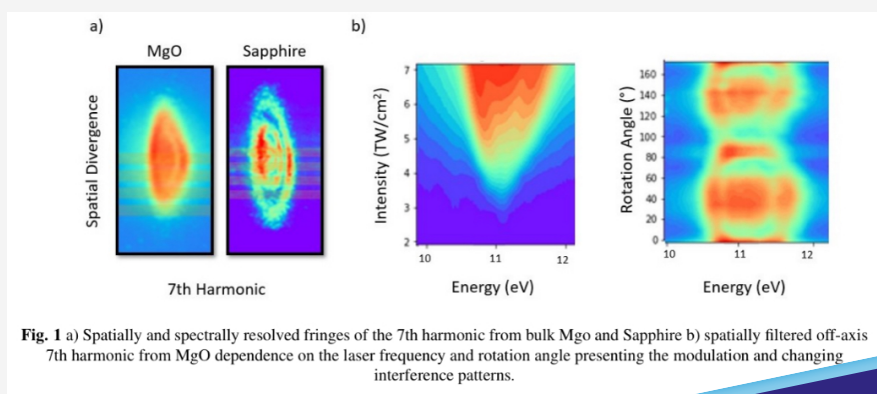 a)
b)
MgO
Sapphire
Spatial Divergence
7th Harmonic
Intensity (TW/cm²)
7
6
5
4
3
2
10
11
12
Energy (eV)
Rotation Angle (°)
160
140
120
100
80
60
40
20
0
10
11
12
Energy (eV)
Fig. 1 a) Spatially and spectrally resolved fringes of the 7th harmonic from bulk Mgo and Sapphire b) spatially filtered off-axis
7th harmonic from MgO dependence on the laser frequency and rotation angle presenting the modulation and changing
interference patterns.